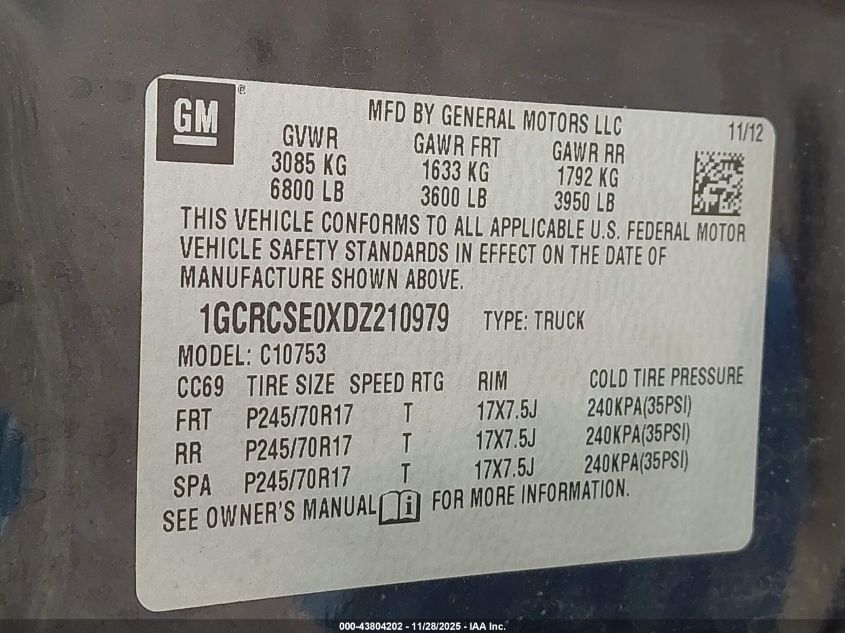 GM ®
MFD BY GENERAL MOTORS LLC
11/12
GVWR GAWR FRT GAWR RR
3085 KG 1633 KG 1792 KG
6800 LB 3600 LB 3950 LB
THIS VEHICLE CONFORMS TO ALL APPLICABLE U.S. FEDERAL MOTOR
VEHICLE SAFETY STANDARDS IN EFFECT ON THE DATE OF
MANUFACTURE SHOWN ABOVE.
1GCRCSE0XDZ210979 TYPE: TRUCK
MODEL: C10753
CC69 TIRE SIZE SPEED RTG RIM COLD TIRE PRESSURE
FRT P245/70R17 T 17X7.5J 240KPA(35PSI)
RR P245/70R17 T 17X7.5J 240KPA(35PSI)
SPA P245/70R17 T 17X7.5J 240KPA(35PSI)
SEE OWNER'S MANUAL i FOR MORE INFORMATION.
000-43804202 - 11/28/2025 - IAA Inc.